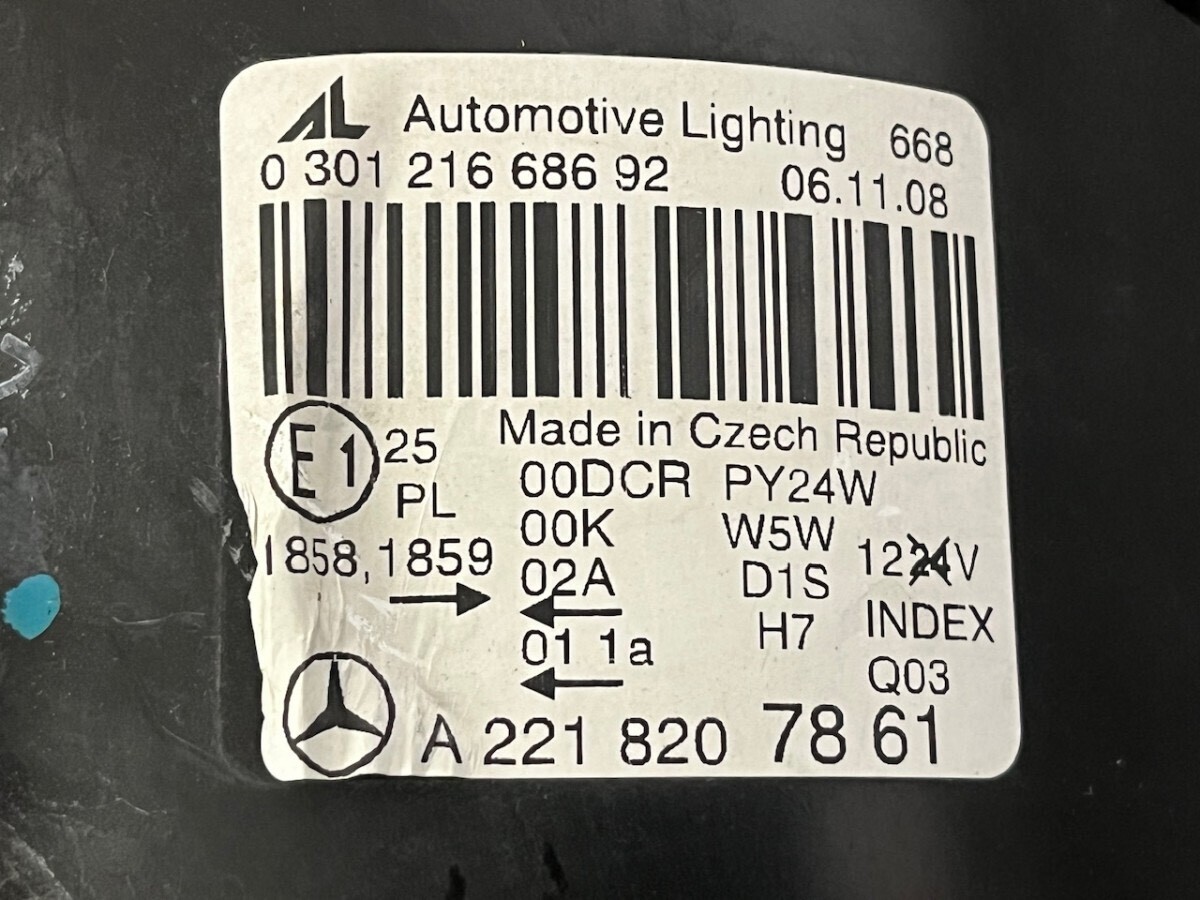 AL Automotive Lighting 668
0 301 216 686 92 06.11.08
Made in Czech Republic
E1 25 00DCR PY24W
PL 00K W5W
1858,1859 02A D1S 1224V
01 1a H7 INDEX
Q03
A 221 820 78 61